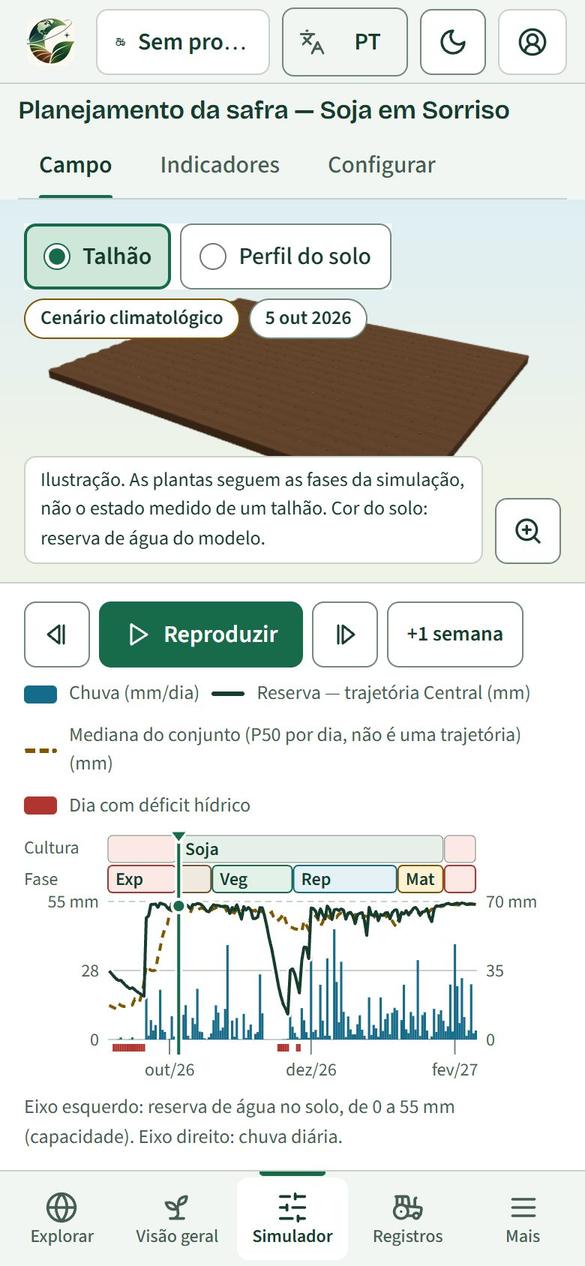 Sem pro...
PT
Planejamento da safra — Soja em Sorriso
Campo Indicadores Configurar
Talhão Perfil do solo
Cenário climatológico 5 out 2026
Ilustração. As plantas seguem as fases da simulação,
não o estado medido de um talhão. Cor do solo:
reserva de água do modelo.
Reproduzir +1 semana
Chuva (mm/dia) Reserva — trajetória Central (mm)
Mediana do conjunto (P50 por dia, não é uma trajetória)
(mm)
Dia com déficit hídrico
Cultura Soja
Fase Exp Veg Rep Mat
55 mm 70 mm
28 35
0 0
out/26 dez/26 fev/27
Eixo esquerdo: reserva de água no solo, de 0 a 55 mm
(capacidade). Eixo direito: chuva diária.
Explorar Visão geral Simulador Registros Mais